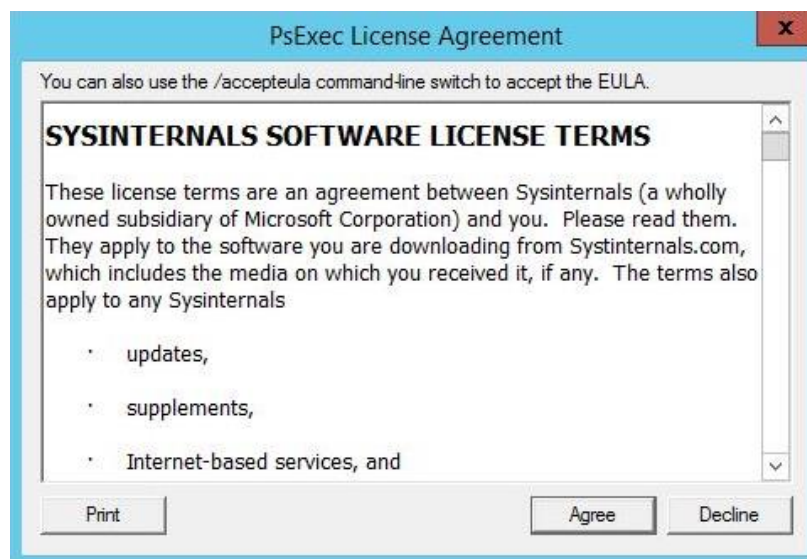 PsExec License Agreement
x
You can also use the /accepteula command-line switch to accept the EULA.
SYSINTERNALS SOFTWARE LICENSE TERMS
These license terms are an agreement between Sysinternals (a wholly
owned subsidiary of Microsoft Corporation) and you.  Please read them.
They apply to the software you are downloading from Systinternals.com,
which includes the media on which you received it, if any.  The terms also
apply to any Sysinternals
· updates,
· supplements,
· Internet-based services, and
Print
Agree
Decline